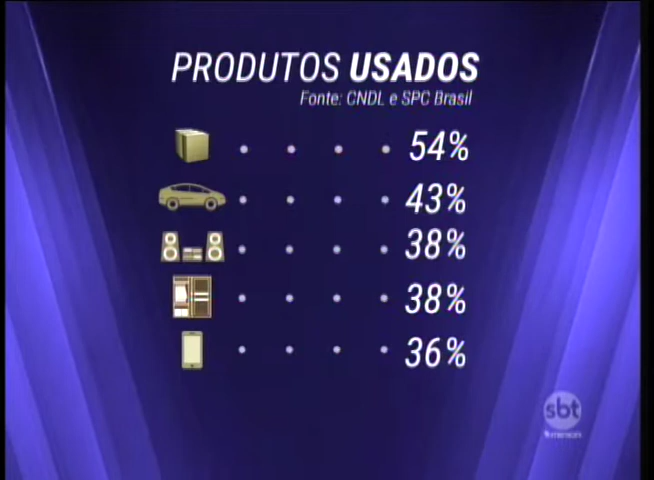 PRODUTOS USADOS
Fonte: CNDL e SPC Brasil
54%
43%
38%
38%
36%
sbt